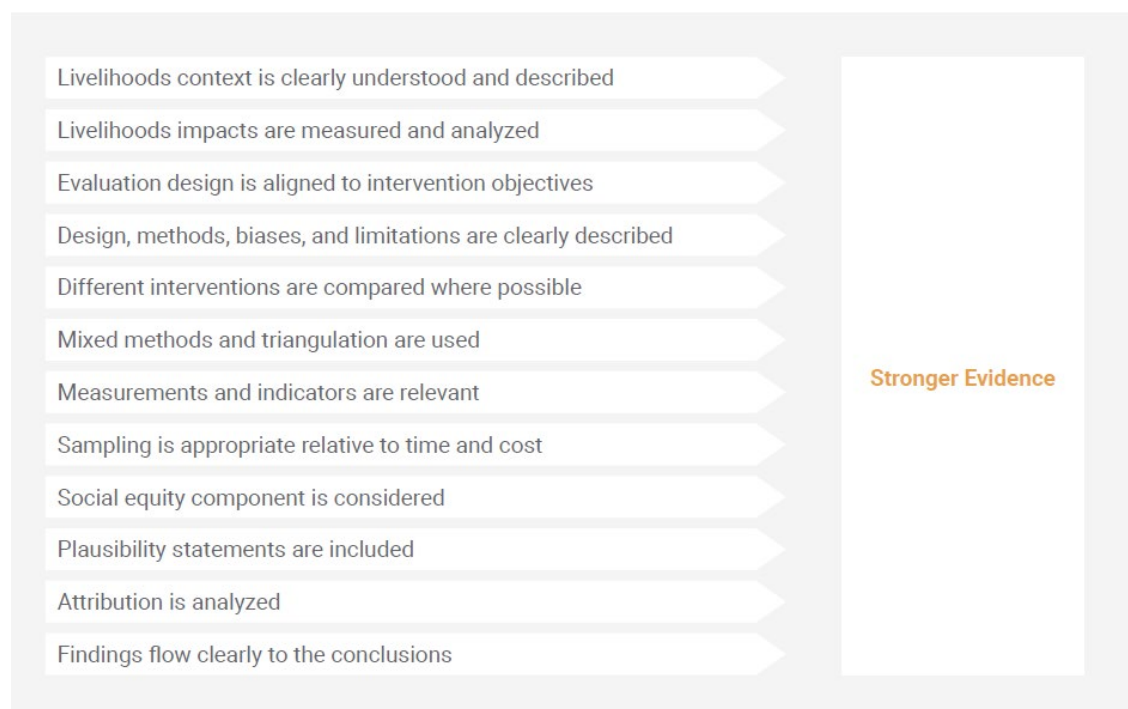 Livelihoods context is clearly understood and described
Livelihoods impacts are measured and analyzed
Evaluation design is aligned to intervention objectives
Design, methods, biases, and limitations are clearly described
Different interventions are compared where possible
Mixed methods and triangulation are used
Measurements and indicators are relevant
Sampling is appropriate relative to time and cost
Social equity component is considered
Plausibility statements are included
Attribution is analyzed
Findings flow clearly to the conclusions
Stronger Evidence